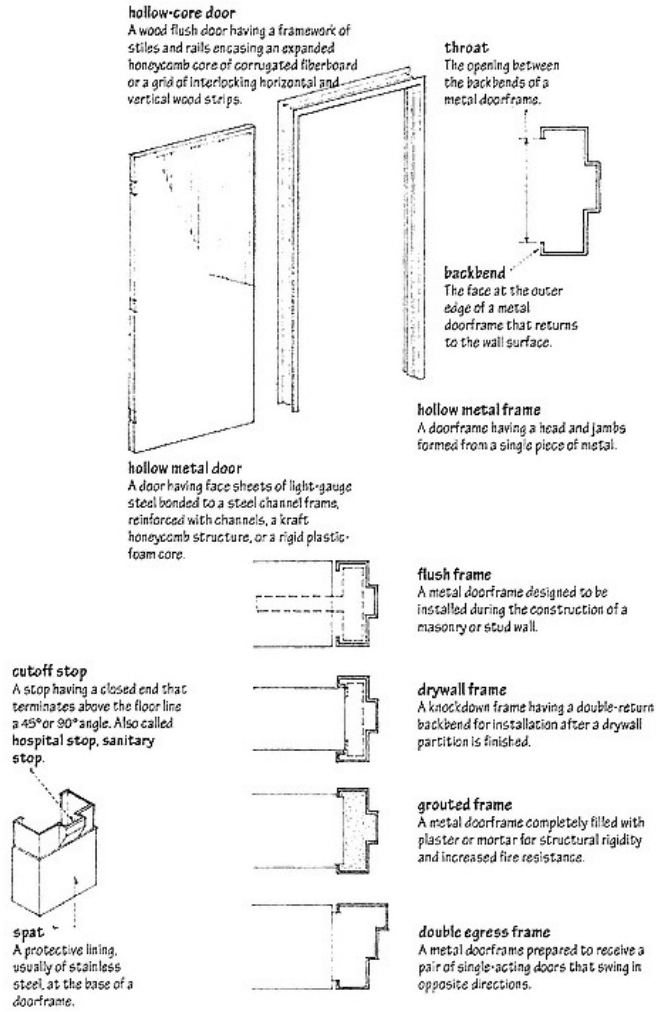 hollow-core door
A wood flush door having a framework of
stiles and rails encasing an expanded
honeycomb core of corrugated fiberboard
or a grid of interlocking horizontal and
vertical wood strips.
throat
The opening between
the backbends of a
metal doorframe.
backbend
The face at the outer
edge of a metal
doorframe that returns
to the wall surface.
hollow metal frame
A doorframe having a head and jambs
formed from a single piece of metal.
hollow metal door
A door having face sheets of light-gauge
steel bonded to a steel channel frame,
reinforced with channels, a kraft
honeycomb structure, or a rigid plastic-
foam core.
flush frame
A metal doorframe designed to be
installed during the construction of a
masonry or stud wall.
cutoff stop
A stop having a closed end that
terminates above the floor line
a 45° or 90° angle. Also called
hospital stop, sanitary
stop.
drywall frame
A knockdown frame having a double-return
backbend for installation after a drywall
partition is finished.
grouted frame
A metal doorframe completely filled with
plaster or mortar for structural rigidity
and increased fire resistance.
spat
A protective lining,
usually of stainless
steel, at the base of a
doorframe.
double egress frame
A metal doorframe prepared to receive a
pair of single-acting doors that swing in
opposite directions.